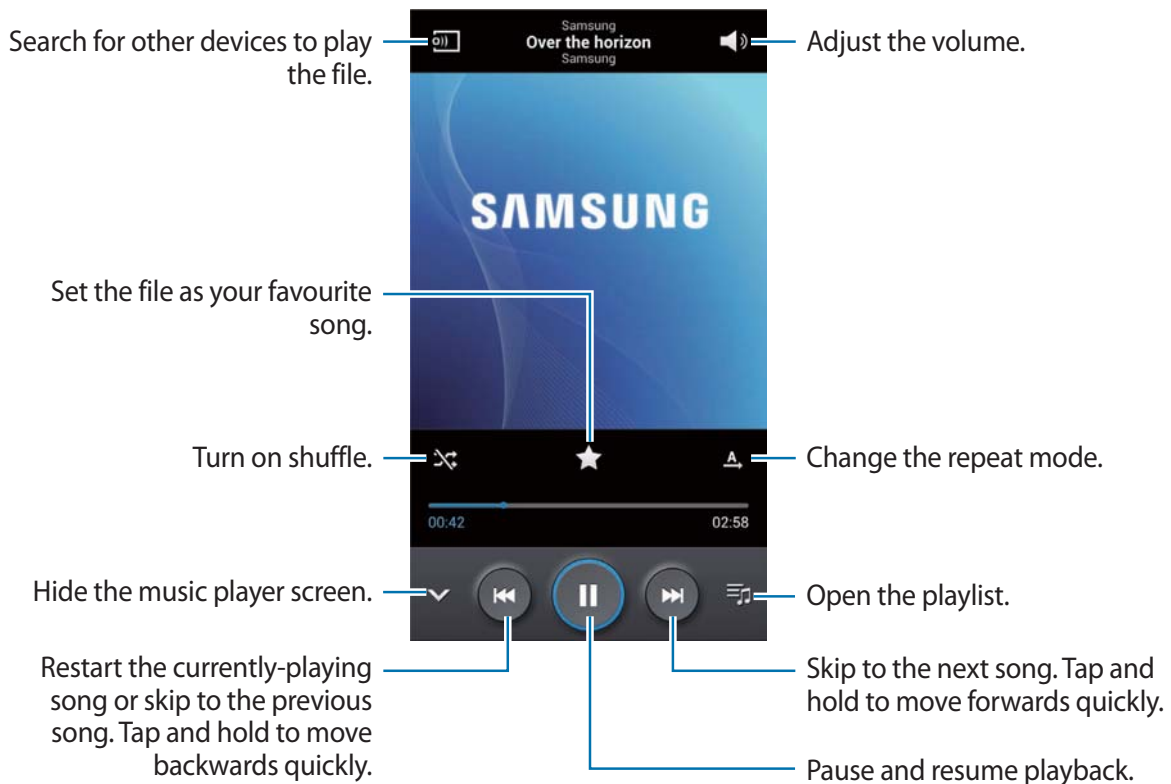 Search for other devices to play
the file.
Samsung
Over the horizon
Samsung
Adjust the volume.
SAMSUNG
Set the file as your favourite
song.
Turn on shuffle.
A
Change the repeat mode.
00:42
02:58
Hide the music player screen.
Open the playlist.
Restart the currently-playing
song or skip to the previous
song. Tap and hold to move
backwards quickly.
Skip to the next song. Tap and
hold to move forwards quickly.
Pause and resume playback.